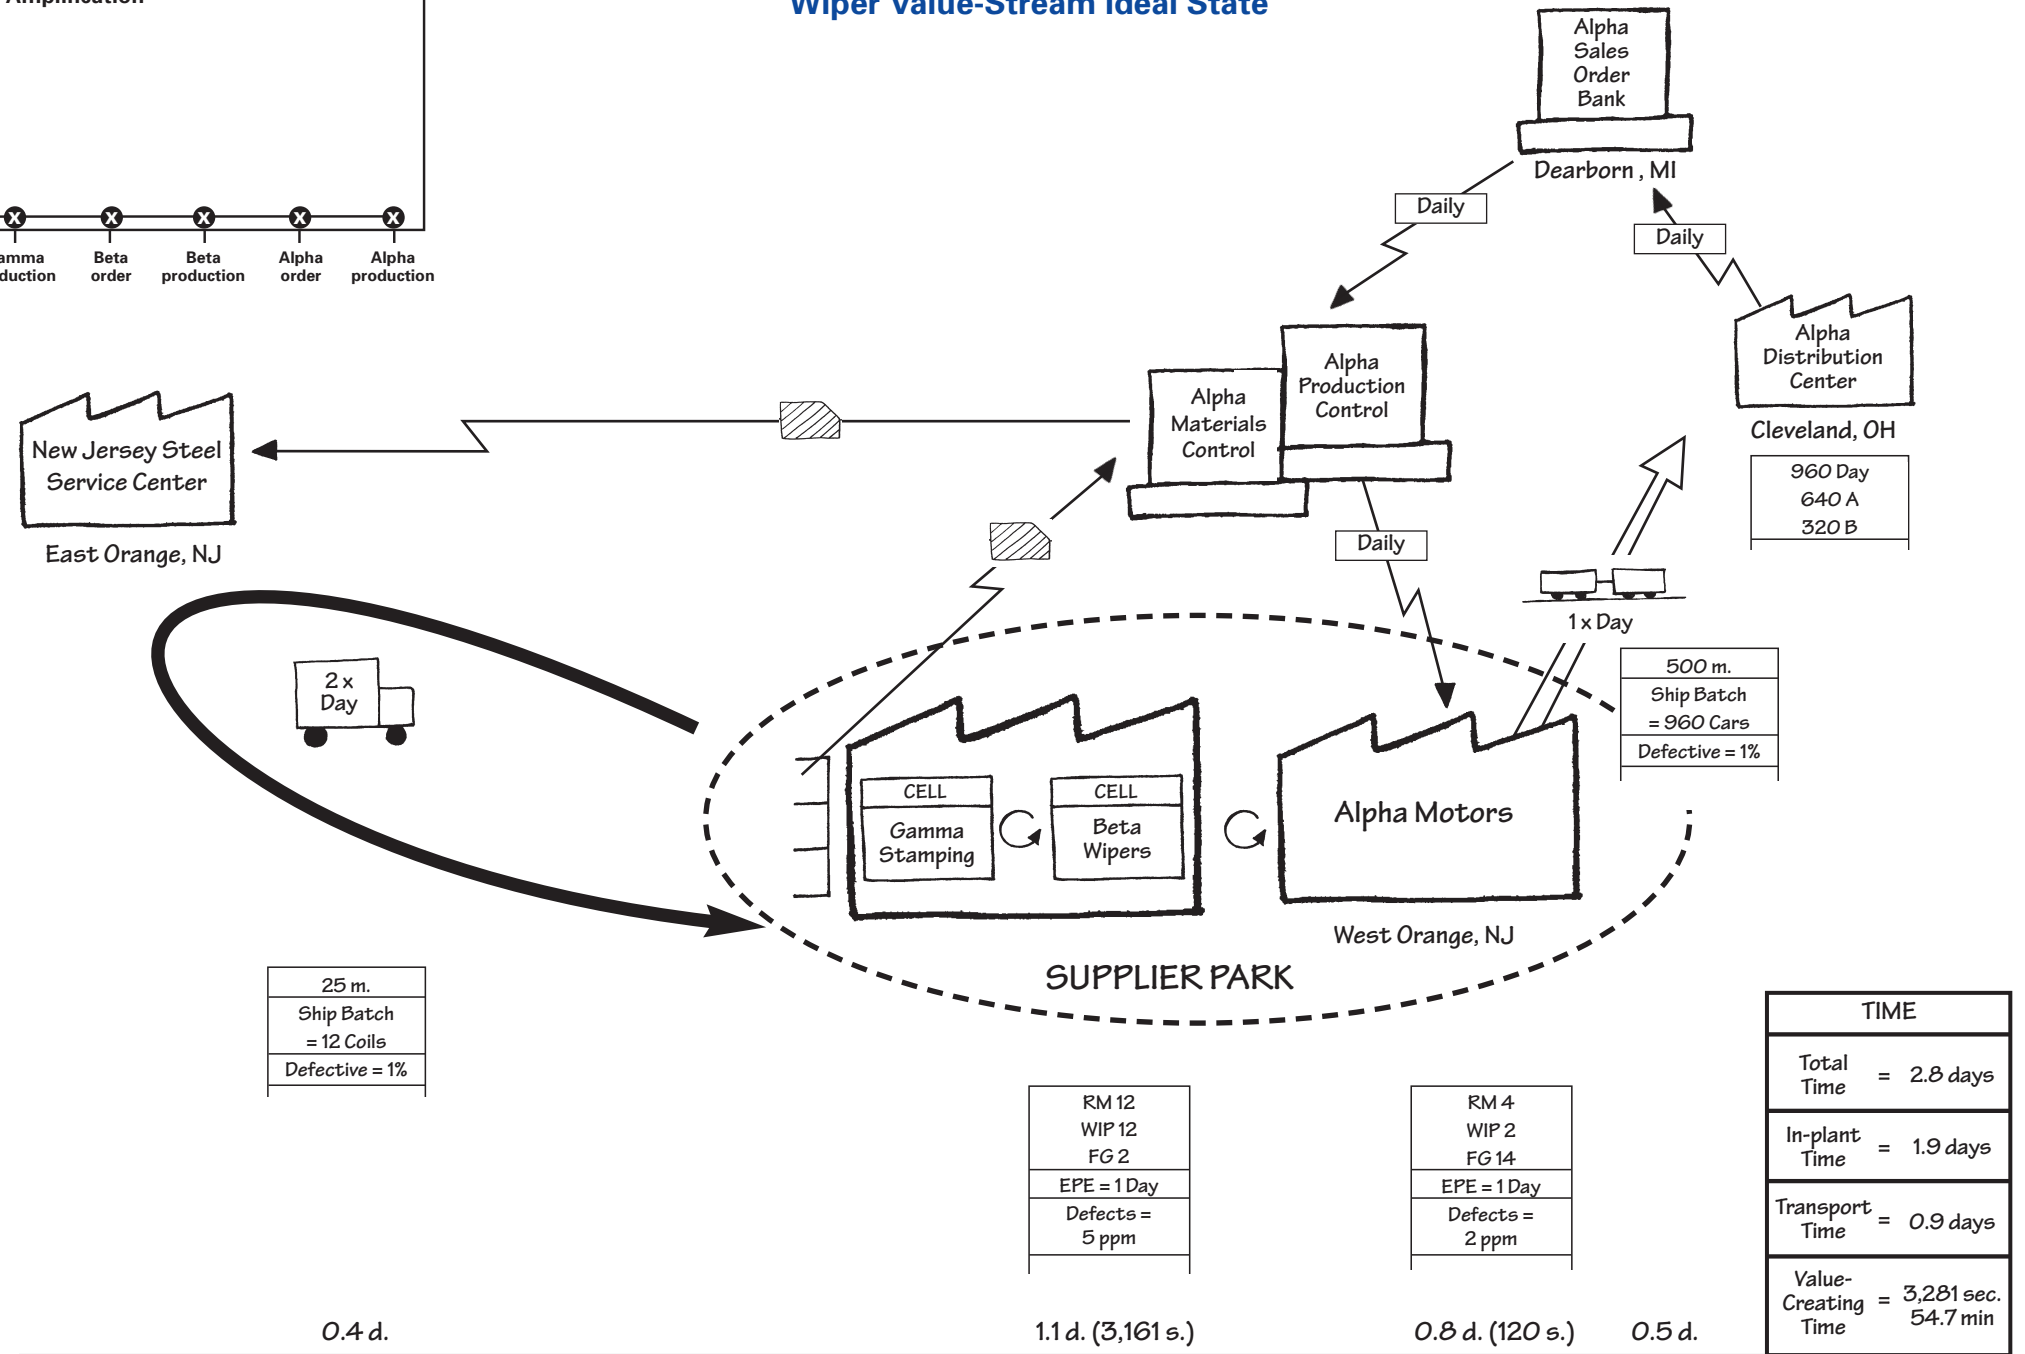 Amplification
Wiper Value-Stream Ideal State
Alpha
Sales
Order
Bank
Dearborn , MI
Daily
Daily
X X X X X
Beta
order
Beta
production
Alpha
order
Alpha
production
Alpha
Distribution
Center
Cleveland, OH
960 Day
640 A
320 B
Alpha
Production
Control
Alpha
Materials
Control
New Jersey Steel
Service Center
East Orange, NJ
Daily
1 x Day
500 m.
Ship Batch
= 960 Cars
Defective = 1%
2 x
Day
CELL
Gamma
Stamping
CELL
Beta
Wipers
Alpha Motors
West Orange, NJ
SUPPLIER PARK
25 m.
Ship Batch
= 12 Coils
Defective = 1%
RM 12
WIP 12
FG 2
EPE = 1 Day
Defects =
5 ppm
RM 4
WIP 2
FG 14
EPE = 1 Day
Defects =
2 ppm
TIME
Total
Time = 2.8 days
In-plant
Time = 1.9 days
Transport
Time = 0.9 days
Value-
Creating
Time = 3,281 sec.
54.7 min
0.4 d.
1.1 d. (3,161 s.)
0.8 d. (120 s.)
0.5 d.